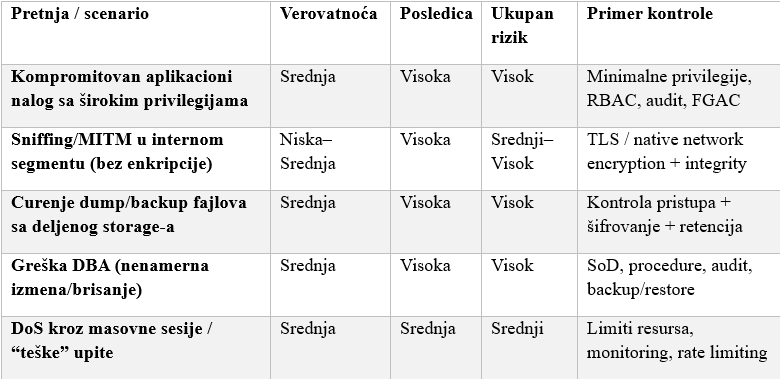 Pretnja / scenario Verovatnoća Posledica Ukupan
rizik Primer kontrole
Kompromitovan aplikacioni
nalog sa širokim privilegijama Srednja Visoka Visok Minimalne privilegije,
RBAC, audit, FGAC
Sniffing/MITM u internom
segmentu (bez enkripcije) Niska–
Srednja Visoka Srednji–
Visok TLS / native network
encryption + integrity
Curenje dump/backup fajlova
sa deljenog storage-a Srednja Visoka Visok Kontrola pristupa +
šifrovanje + retencija
Greška DBA (nenamerna
izmena/brisanje) Srednja Visoka Visok SoD, procedure, audit,
backup/restore
DoS kroz masovne sesije /
“teške” upite Srednja Srednja Srednji Limiti resursa,
monitoring, rate limiting